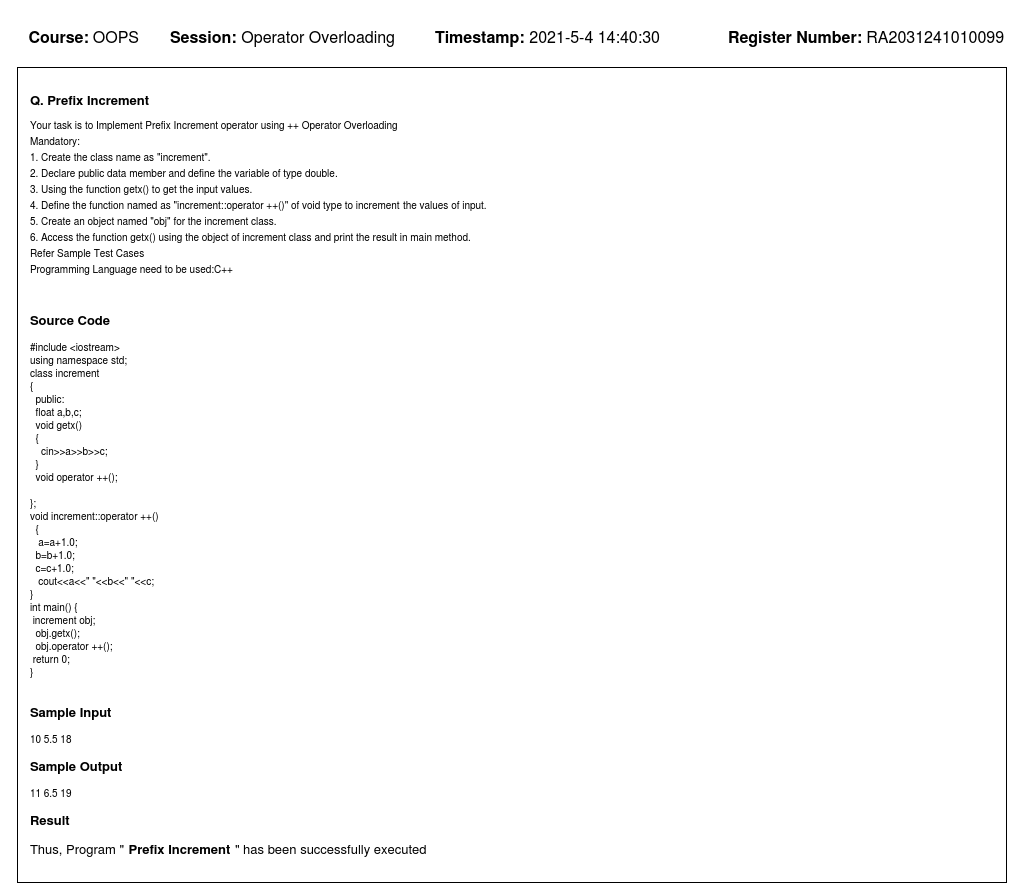 Course: OOPS Session: Operator Overloading Timestamp: 2021-5-4 14:40:30 Register Number: RA2031241010099
Q. Prefix Increment
Your task is to Implement Prefix Increment operator using ++ Operator Overloading
Mandatory:
1. Create the class name as "increment".
2. Declare public data member and define the variable of type double.
3. Using the function getx() to get the input values.
4. Define the function named as "increment::operator ++()" of void type to increment the values of input.
5. Create an object named "obj" for the increment class.
6. Access the function getx() using the object of increment class and print the result in main method.
Refer Sample Test Cases
Programming Language need to be used:C++
Source Code
#include <iostream>
using namespace std;
class increment
{
public:
float a,b,c;
void getx()
{
cin>>a>>b>>c;
}
void operator ++();
};
void increment::operator ++()
{
a=a+1.0;
b=b+1.0;
c=c+1.0;
cout<<a<<" "<<b<<" "<<c;
}
int main() {
increment obj;
obj.getx();
obj.operator ++();
return 0;
}
Sample Input
10 5.5 18
Sample Output
11 6.5 19
Result
Thus, Program " Prefix Increment " has been successfully executed